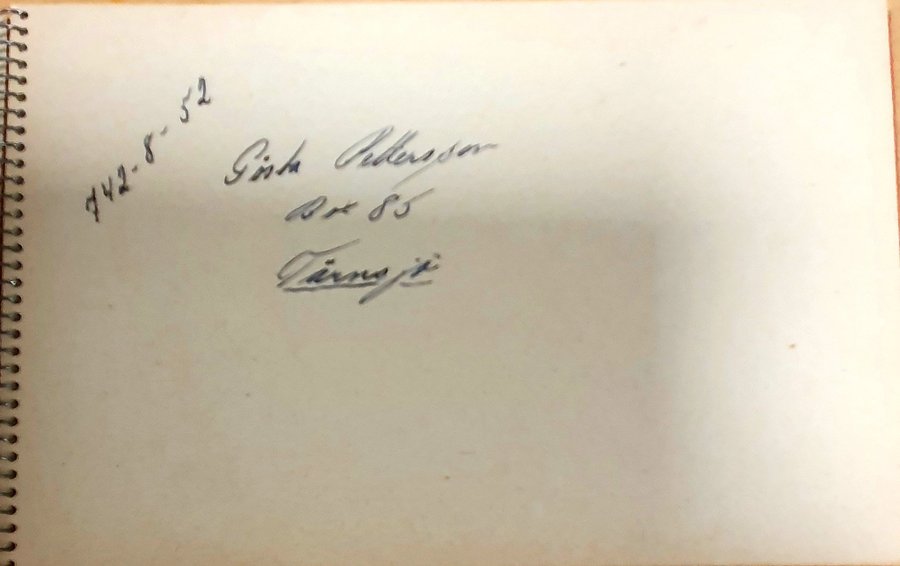 742-8-52
Gösta Pettersson
Box 85
Tärnsjö